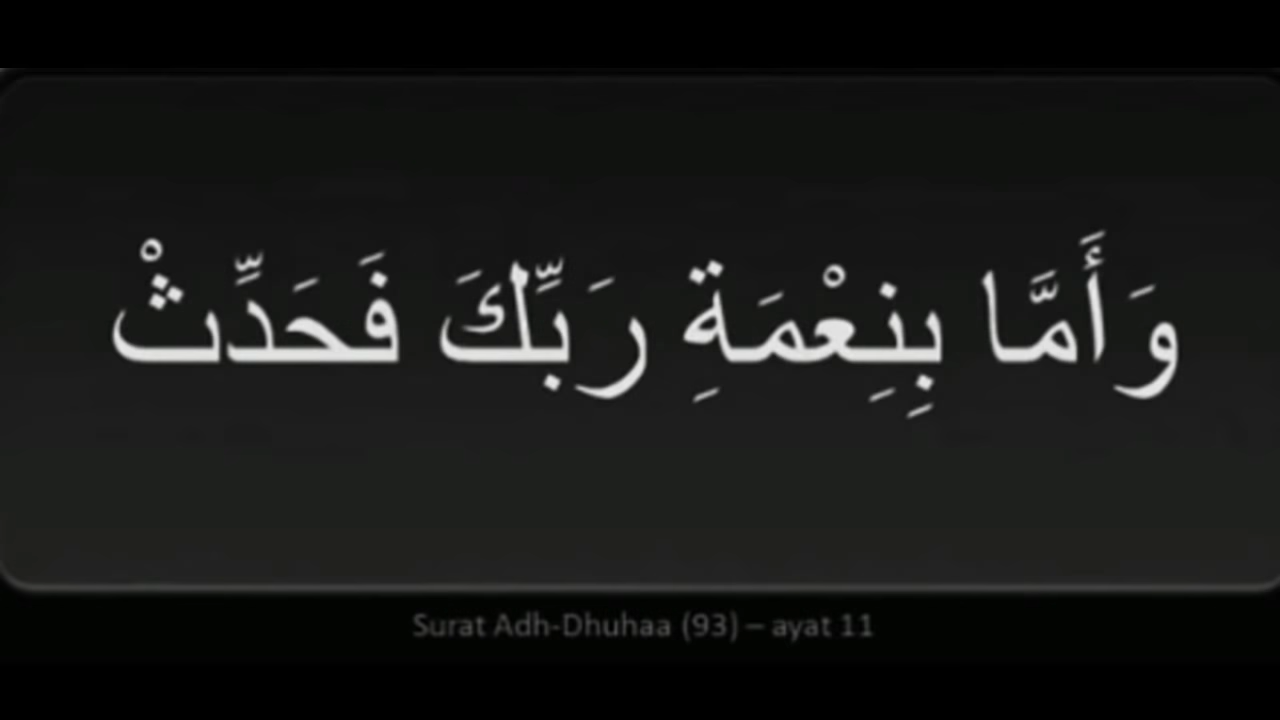 وَأَمَّا بِنِعْمَةِ رَبِّكَ فَحَدِّثْ
Surat Adh-Dhuhaa (93) – ayat 11